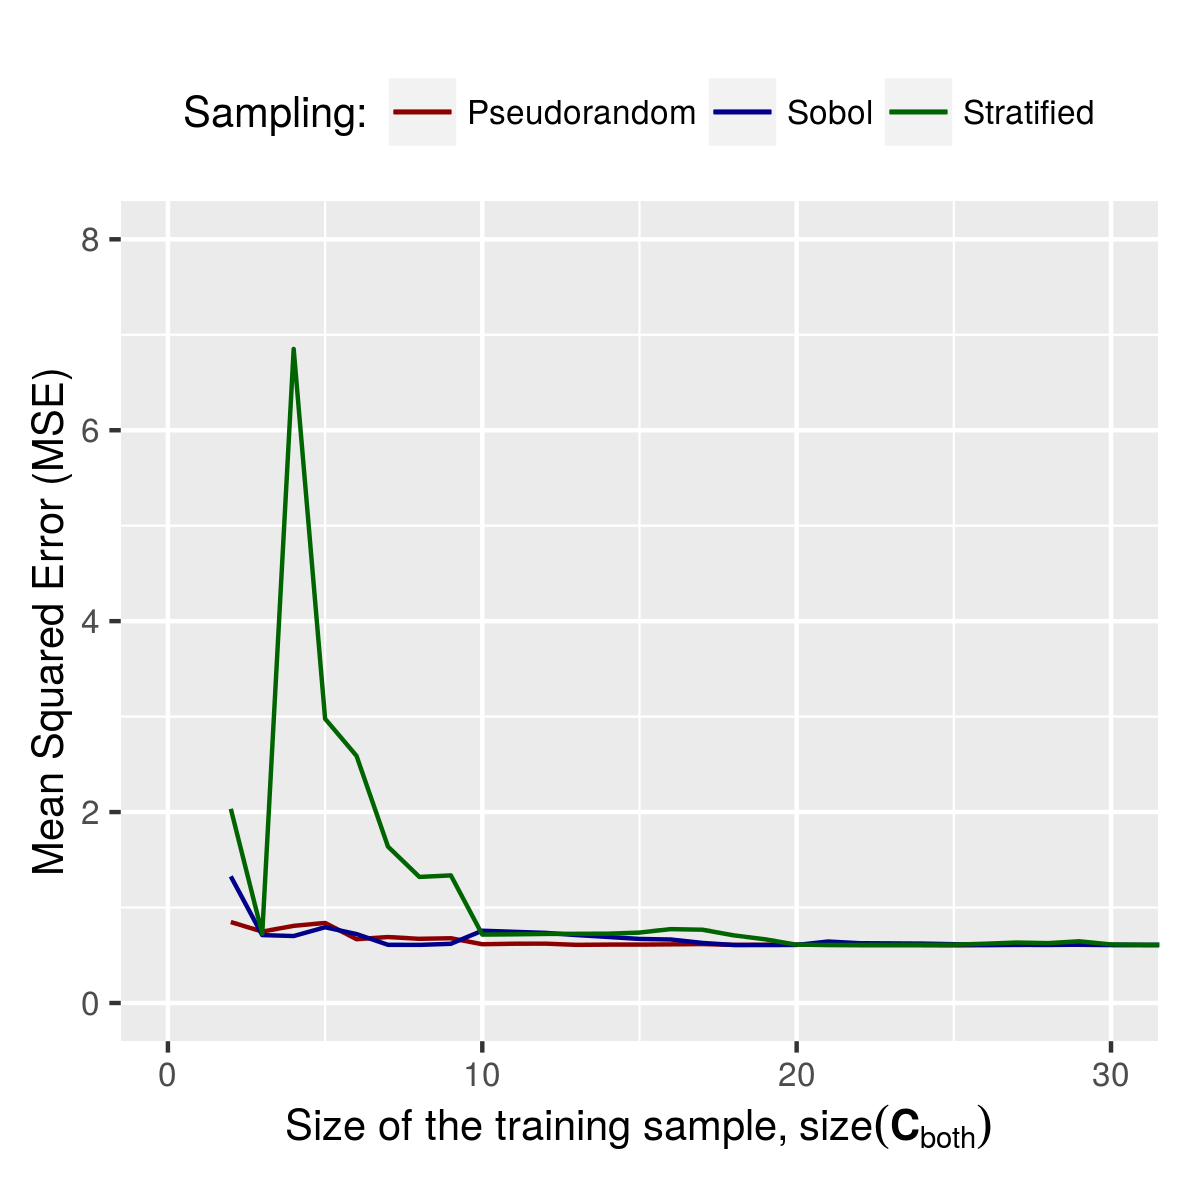 Sampling: Pseudorandom Sobol Stratified
8
6
4
2
0
Mean Squared Error (MSE)
0 10 20 30
Size of the training sample, size(C_both)